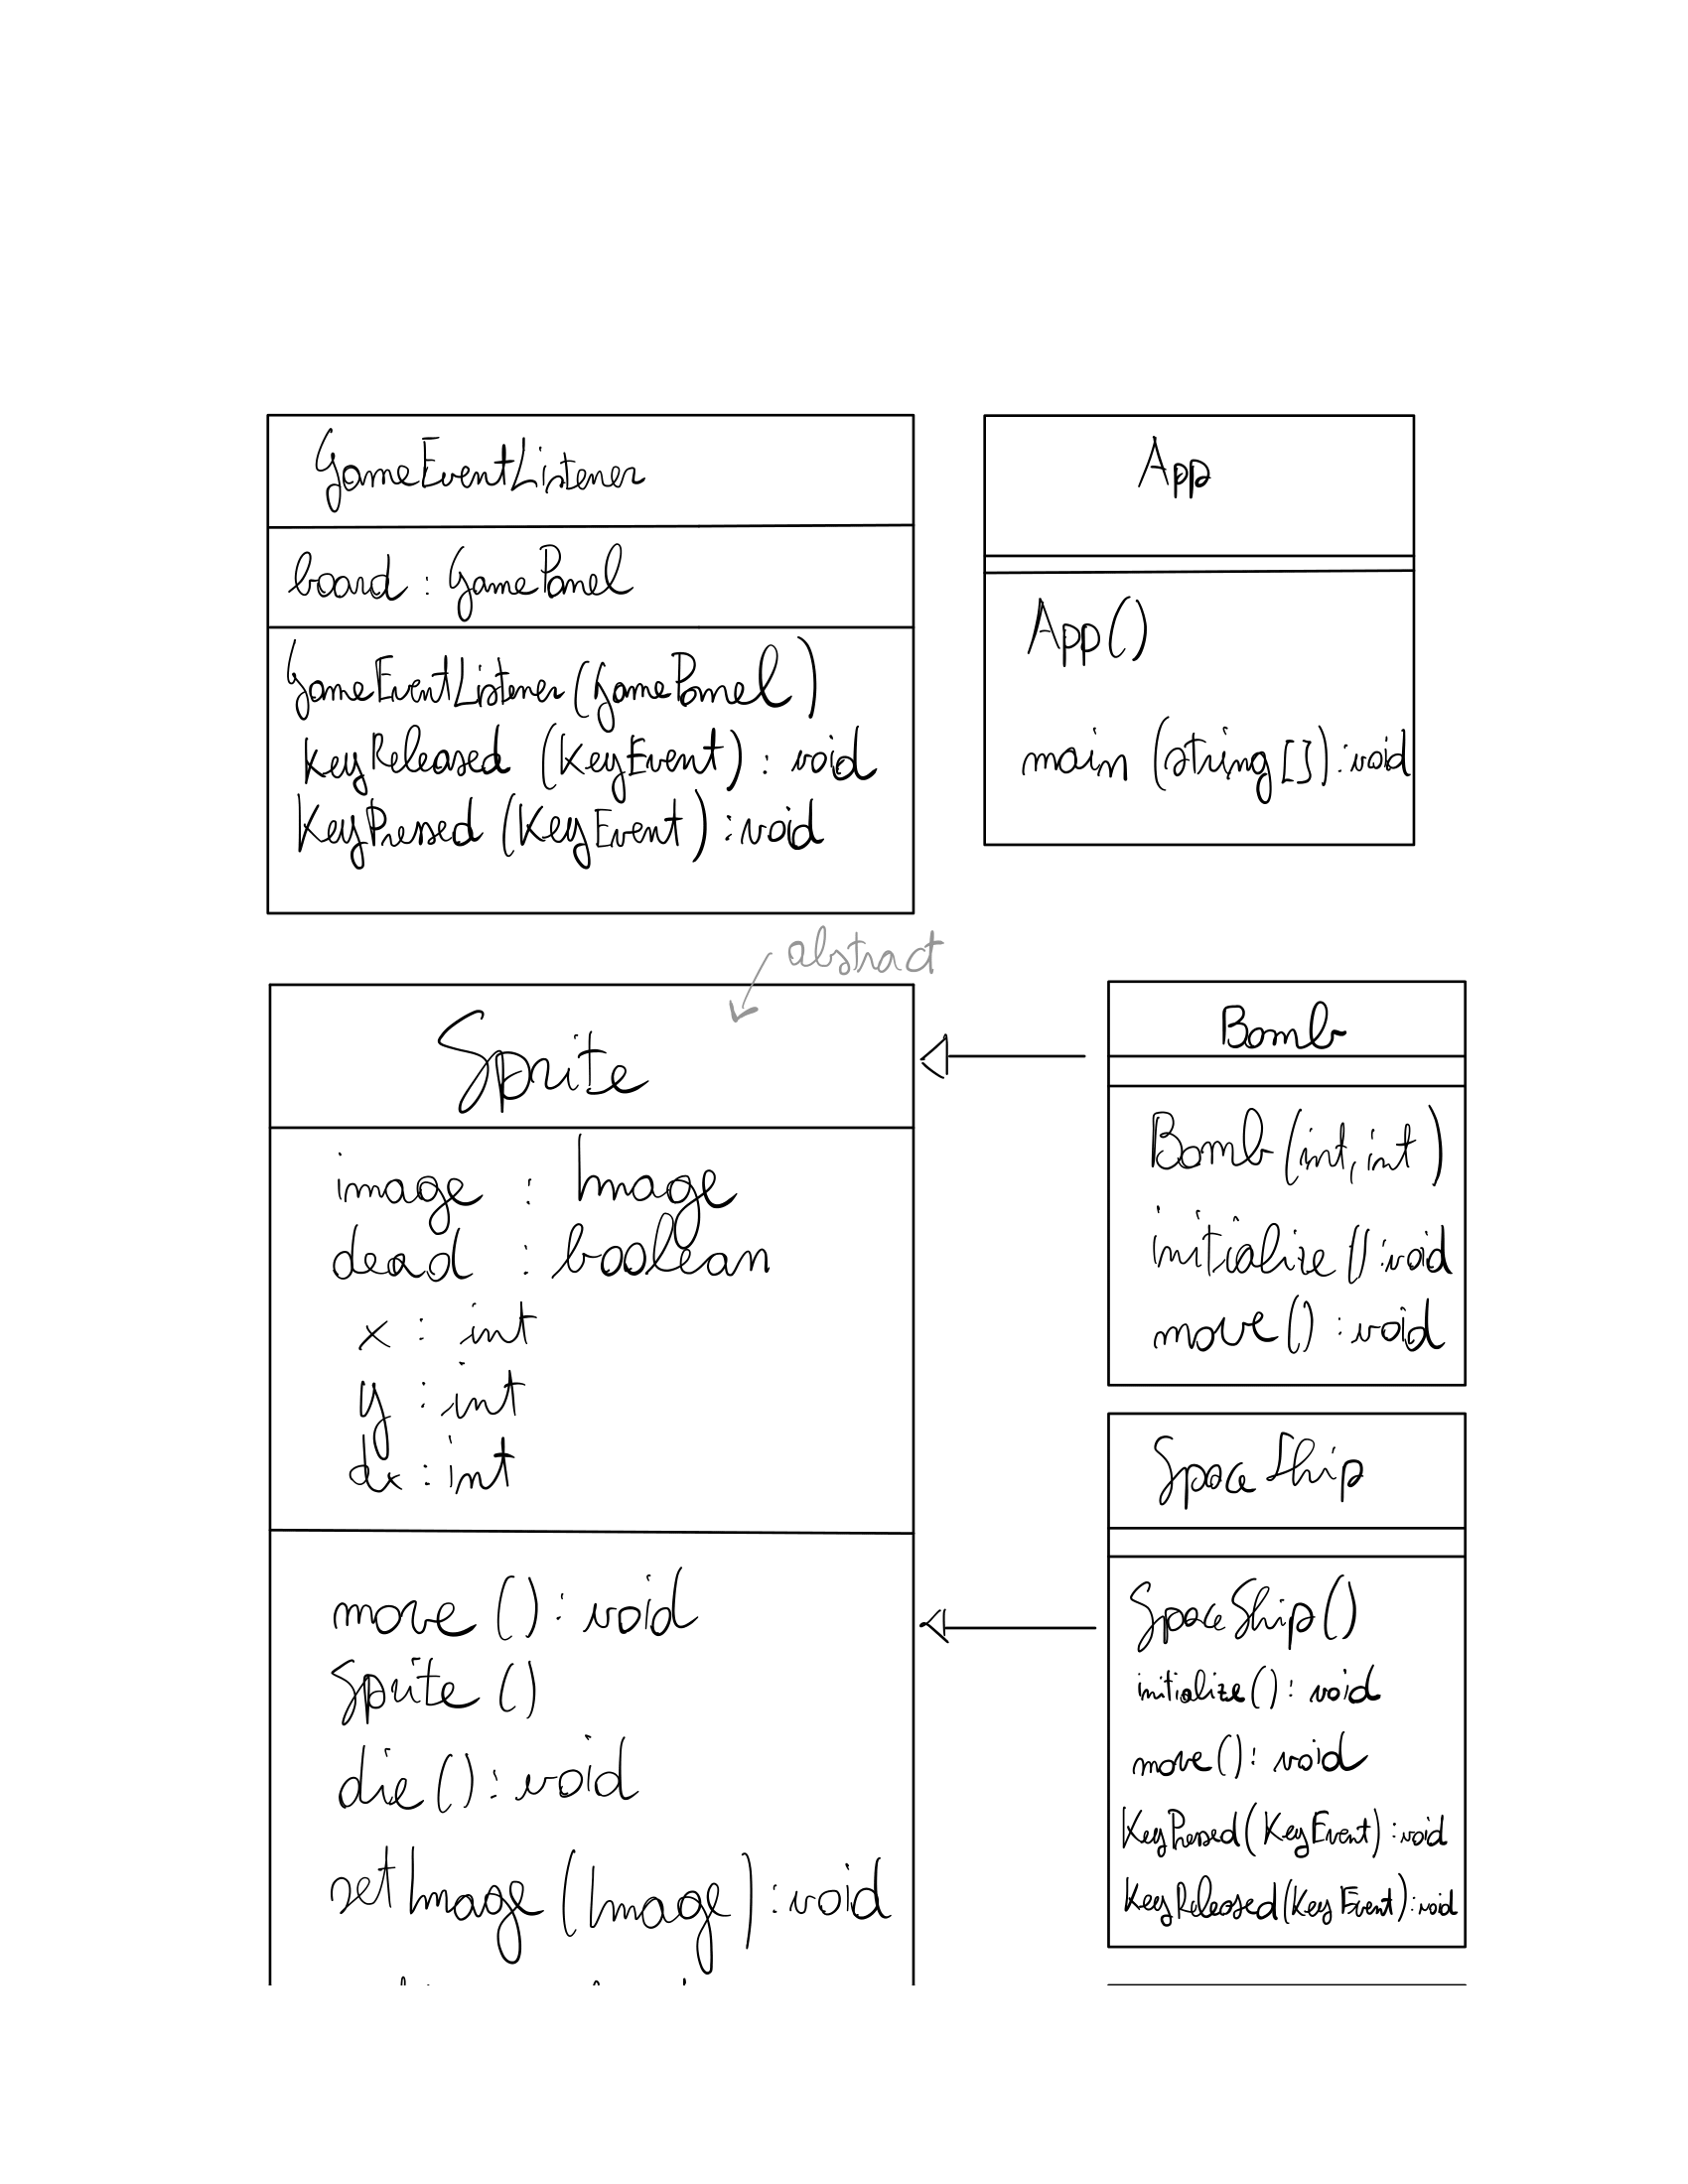 GameEventListener
board : GamePanel
GameEventListener (GamePanel)
KeyReleased (KeyEvent) : void
KeyPressed (KeyEvent) : void
App
App()
main (string []) : void
abstract
Sprite
image : Image
dead : boolean
x : int
y : int
dx : int
move () : void
Sprite ()
die () : void
setImage (Image) : void
Bomb
Bomb (int, int)
initialize () : void
move () : void
SpaceShip
SpaceShip()
initialize () : void
move () : void
KeyPressed (KeyEvent) : void
KeyReleased (KeyEvent) : void